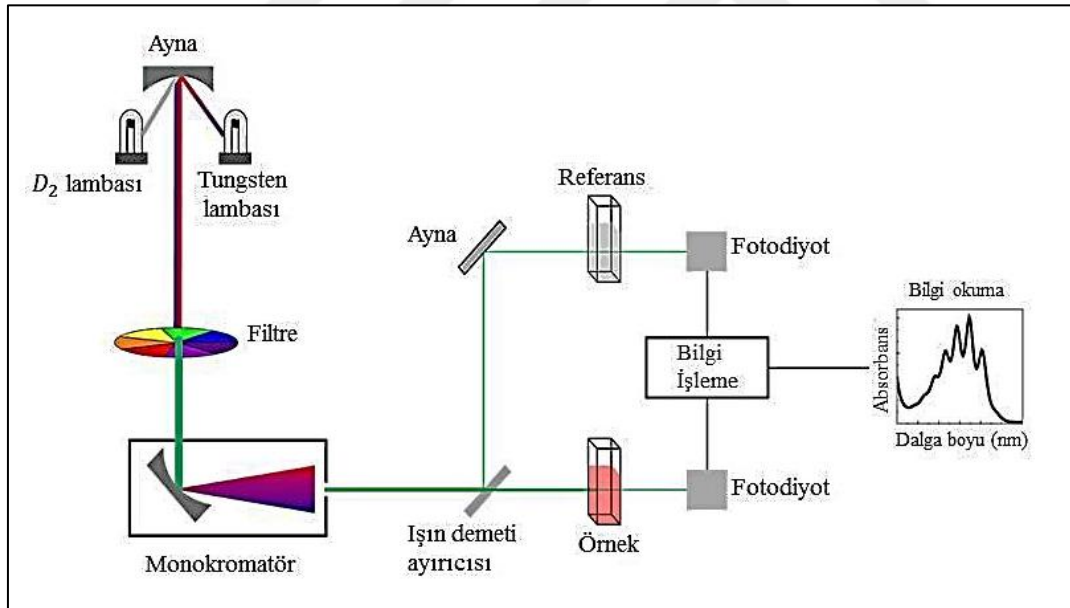 Ayna
D₂ lambası
Tungsten
lambası
Filtre
Monokromatör
Ayna
Referans
Fotodiyot
Işın demeti
ayırıcısı
Örnek
Fotodiyot
Bilgi
İşleme
Bilgi okuma
Absorbans
Dalga boyu (nm)